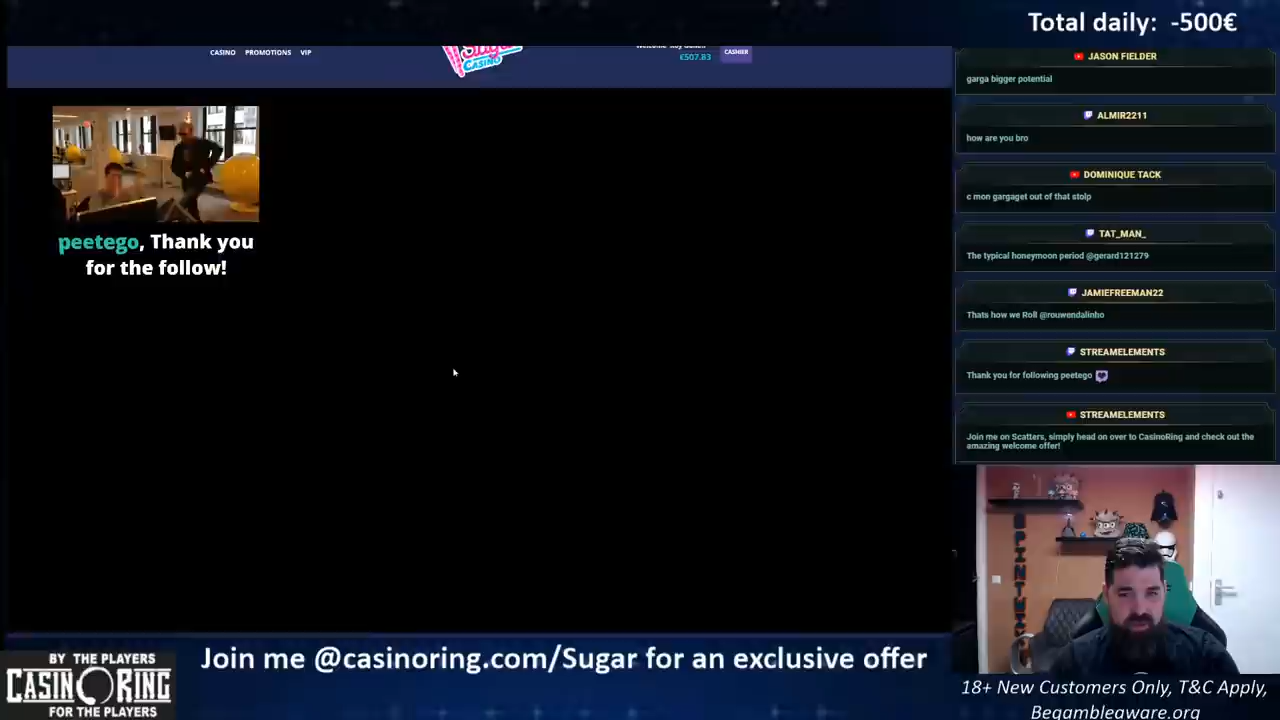 Total daily: -500€
CASINO PROMOTIONS VIP
CASINO
€507.83
CASHIER
JASON FIELDER
garga bigger potential
ALMIR2211
how are you bro
DOMINIQUE TACK
c mon gargaget out of that stolp
TAT_MAN_
The typical honeymoon period @gerard121279
JAMIEFREEMAN22
Thats how we Roll @rouwendalinho
STREAMELEMENTS
Thank you for following peetego
STREAMELEMENTS
Join me on Scatters, simply head on over to CasinoRing and check out the
amazing welcome offer!
peetego, Thank you
for the follow!
BY THE PLAYERS
CASINORING
FOR THE PLAYERS
Join me @casinoring.com/Sugar for an exclusive offer
18+ New Customers Only, T&C Apply,
Begambleaware.org